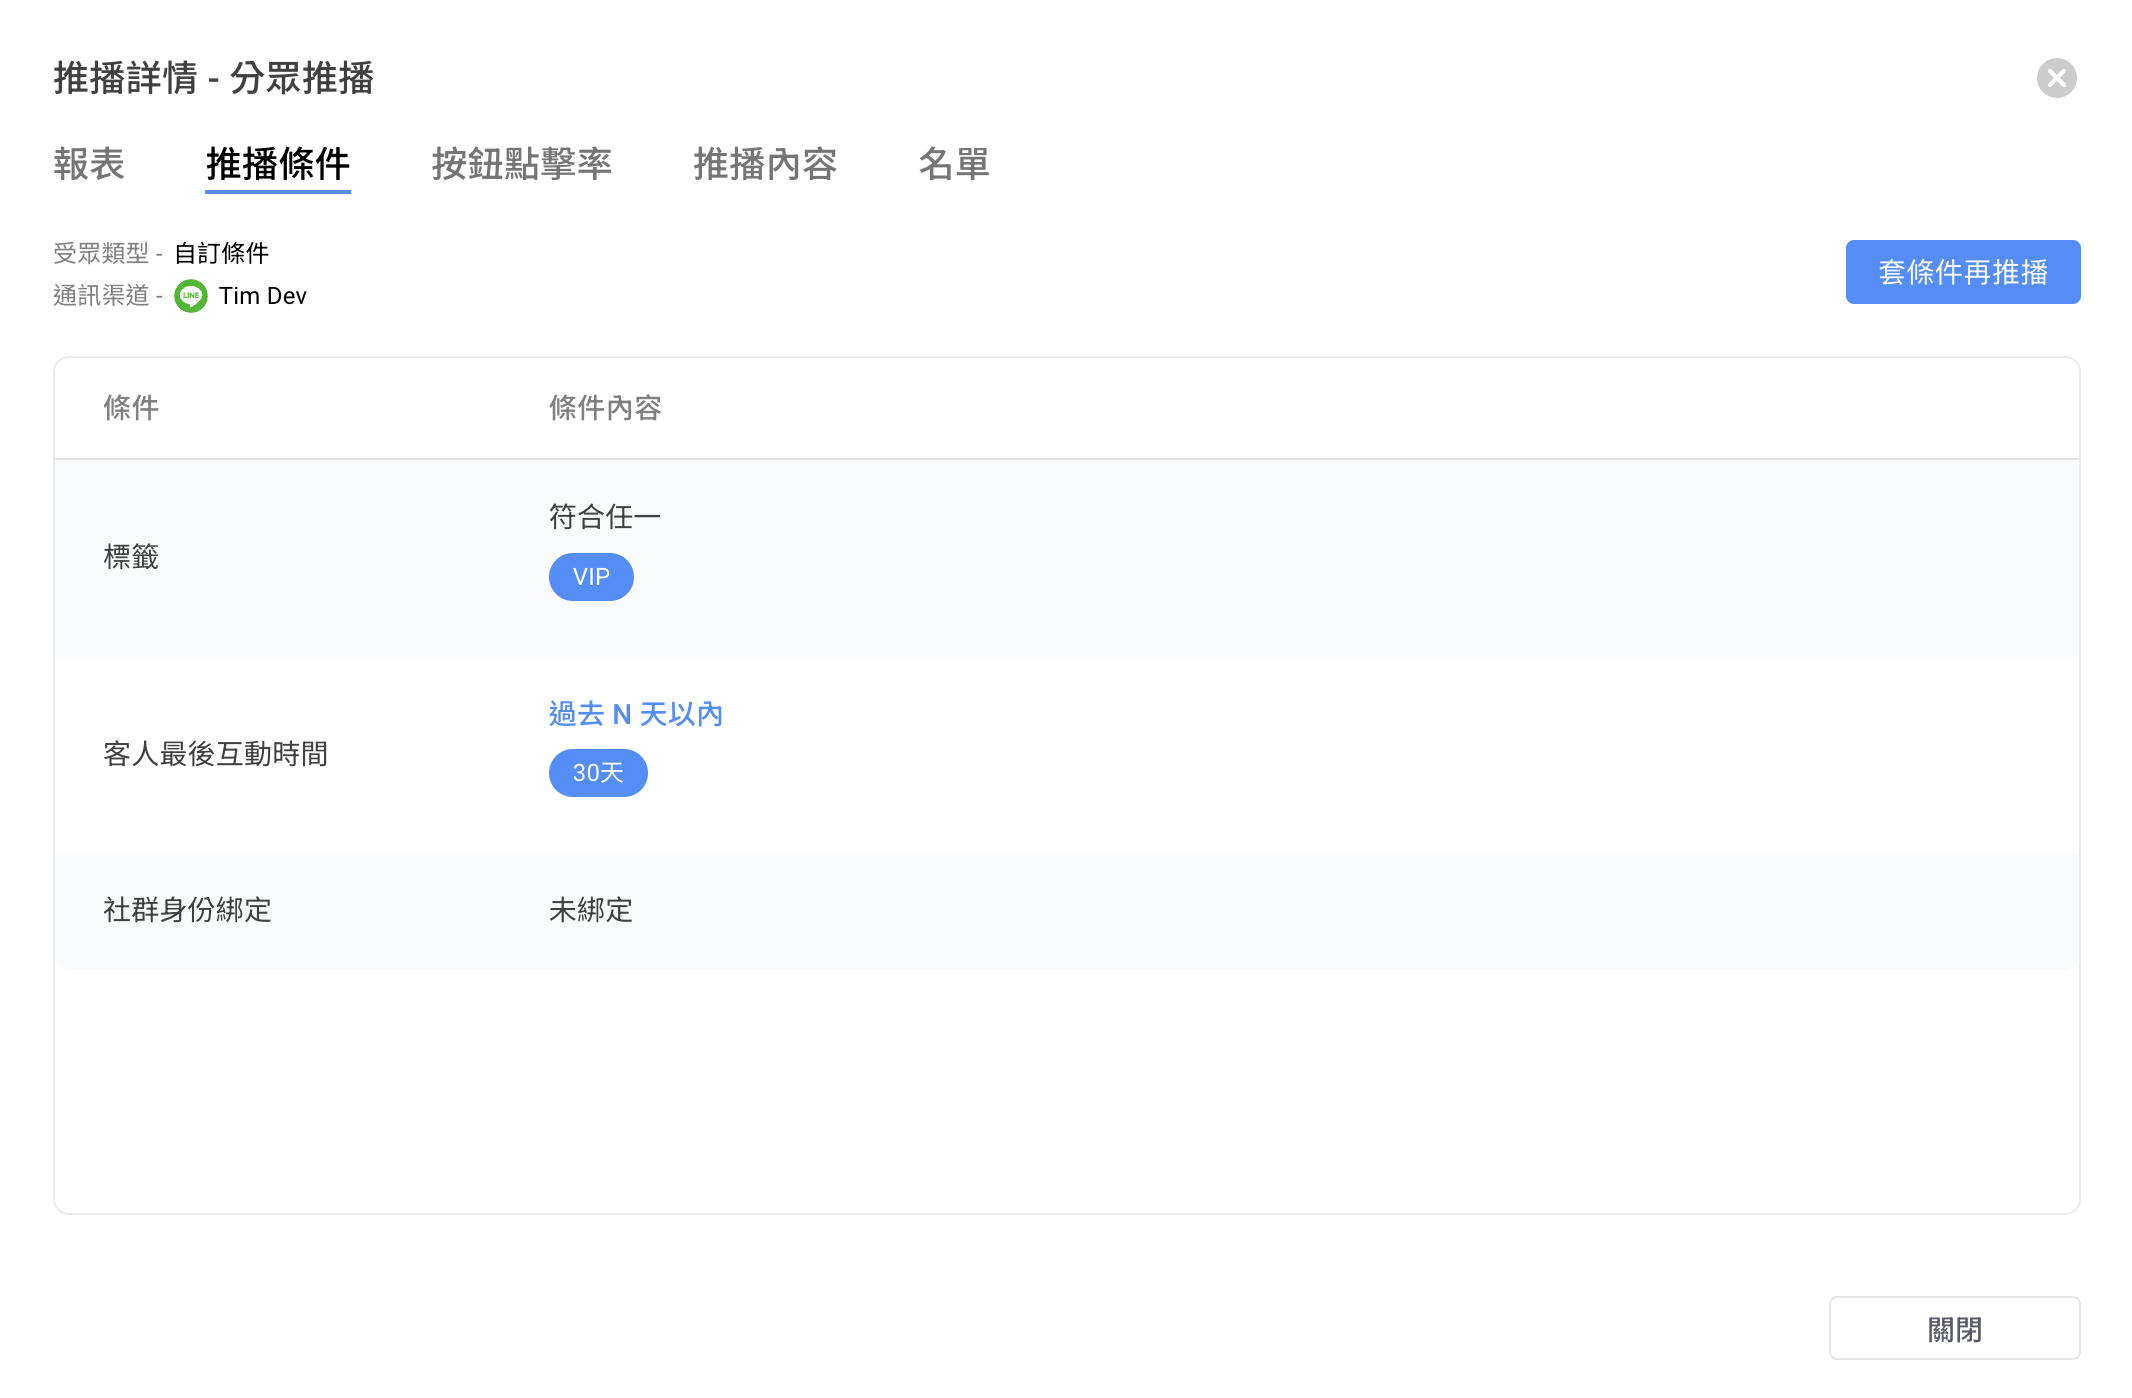 推播詳情 - 分眾推播
報表 推播條件 按鈕點擊率 推播內容 名單
受眾類型 - 自訂條件
套條件再推播
通訊渠道 - LINE Tim Dev
條件 條件內容
標籤 符合任一
VIP
客人最後互動時間 過去 N 天以內
30天
社群身份綁定 未綁定
關閉